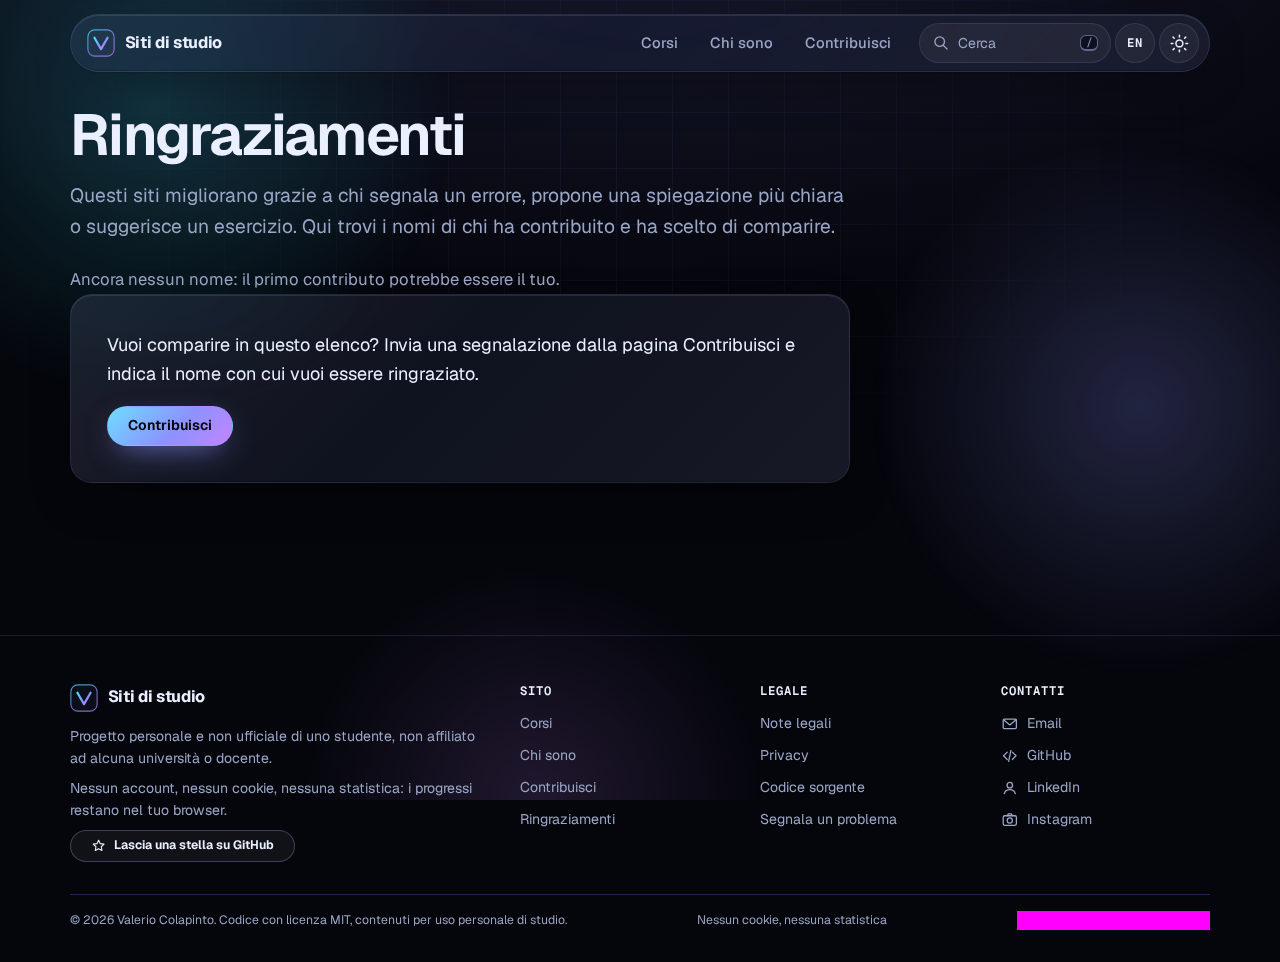 Siti di studio
Corsi
Chi sono
Contribuisci
Cerca
/
EN
Ringraziamenti
Questi siti migliorano grazie a chi segnala un errore, propone una spiegazione più chiara
o suggerisce un esercizio. Qui trovi i nomi di chi ha contribuito e ha scelto di comparire.
Ancora nessun nome: il primo contributo potrebbe essere il tuo.
Vuoi comparire in questo elenco? Invia una segnalazione dalla pagina Contribuisci e
indica il nome con cui vuoi essere ringraziato.
Contribuisci
Siti di studio
Progetto personale e non ufficiale di uno studente, non affiliato
ad alcuna università o docente.
Nessun account, nessun cookie, nessuna statistica: i progressi
restano nel tuo browser.
Lascia una stella su GitHub
SITO
Corsi
Chi sono
Contribuisci
Ringraziamenti
LEGALE
Note legali
Privacy
Codice sorgente
Segnala un problema
CONTATTI
Email
GitHub
LinkedIn
Instagram
© 2026 Valerio Colapinto. Codice con licenza MIT, contenuti per uso personale di studio.
Nessun cookie, nessuna statistica